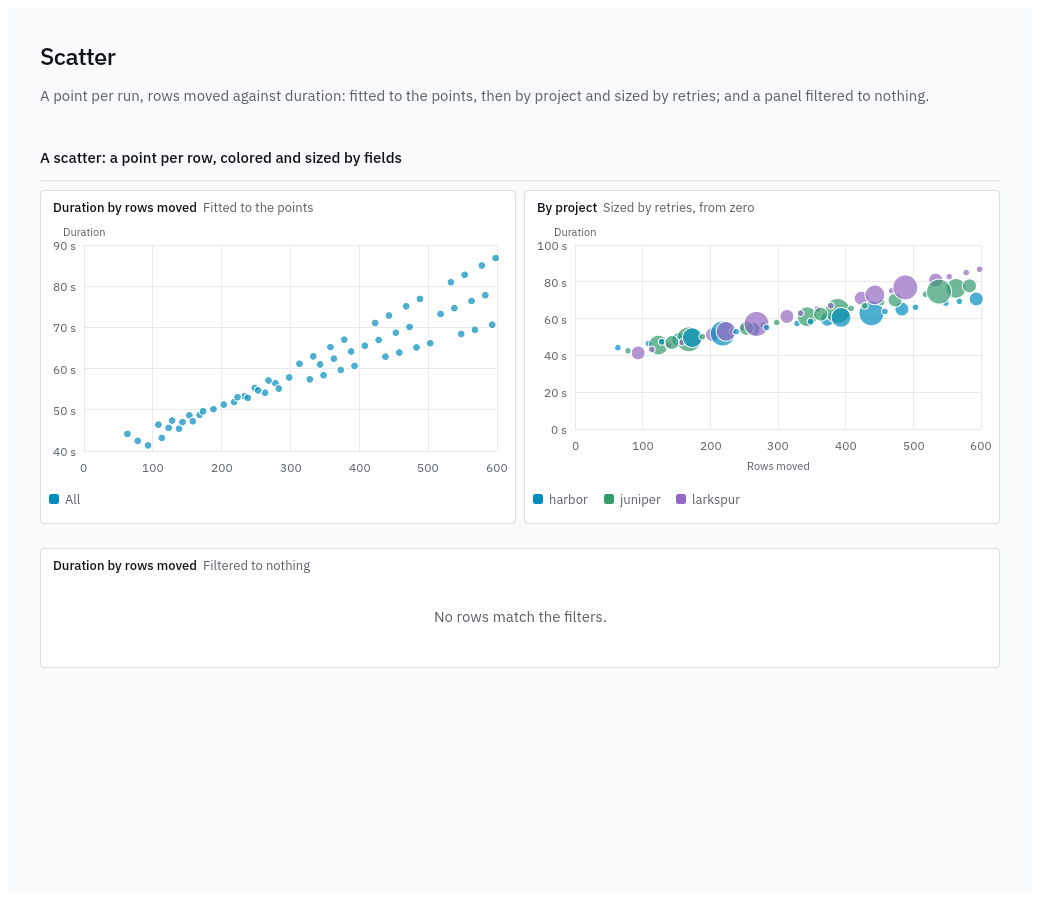 Scatter
A point per run, rows moved against duration: fitted to the points, then by project and sized by retries; and a panel filtered to nothing.
A scatter: a point per row, colored and sized by fields
Duration by rows moved Fitted to the points
Duration
90 s
80 s
70 s
60 s
50 s
40 s
0 100 200 300 400 500 600
All
By project Sized by retries, from zero
Duration
100 s
80 s
60 s
40 s
20 s
0 s
0 100 200 300 400 500 600
Rows moved
harbor juniper larkspur
Duration by rows moved Filtered to nothing
No rows match the filters.